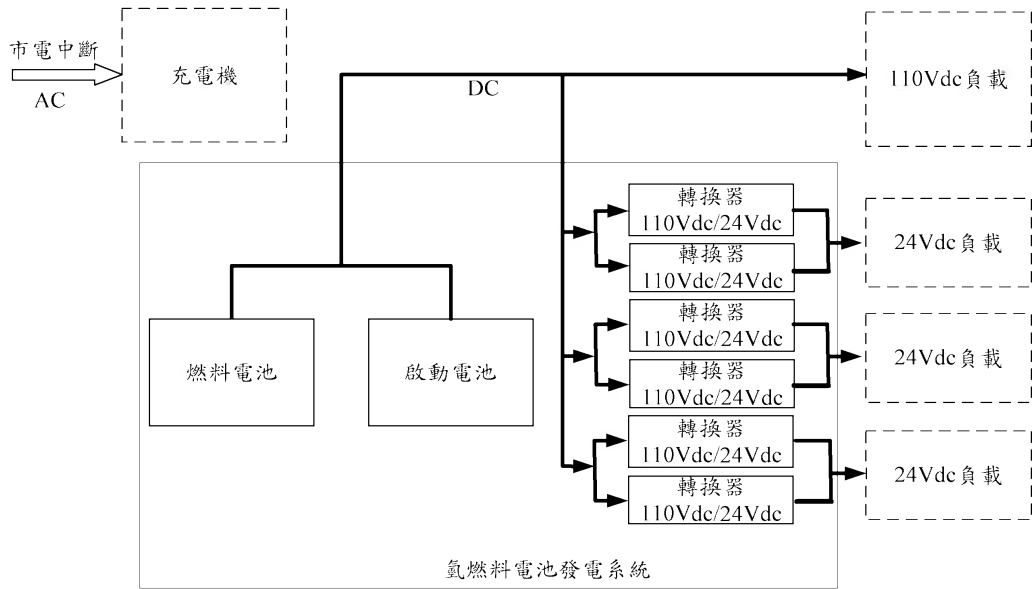 市電中斷
AC
充電機
DC
110Vdc負載
轉換器
110Vdc/24Vdc
轉換器
110Vdc/24Vdc
24Vdc負載
轉換器
110Vdc/24Vdc
轉換器
110Vdc/24Vdc
24Vdc負載
燃料電池
啟動電池
轉換器
110Vdc/24Vdc
轉換器
110Vdc/24Vdc
24Vdc負載
氫燃料電池發電系統